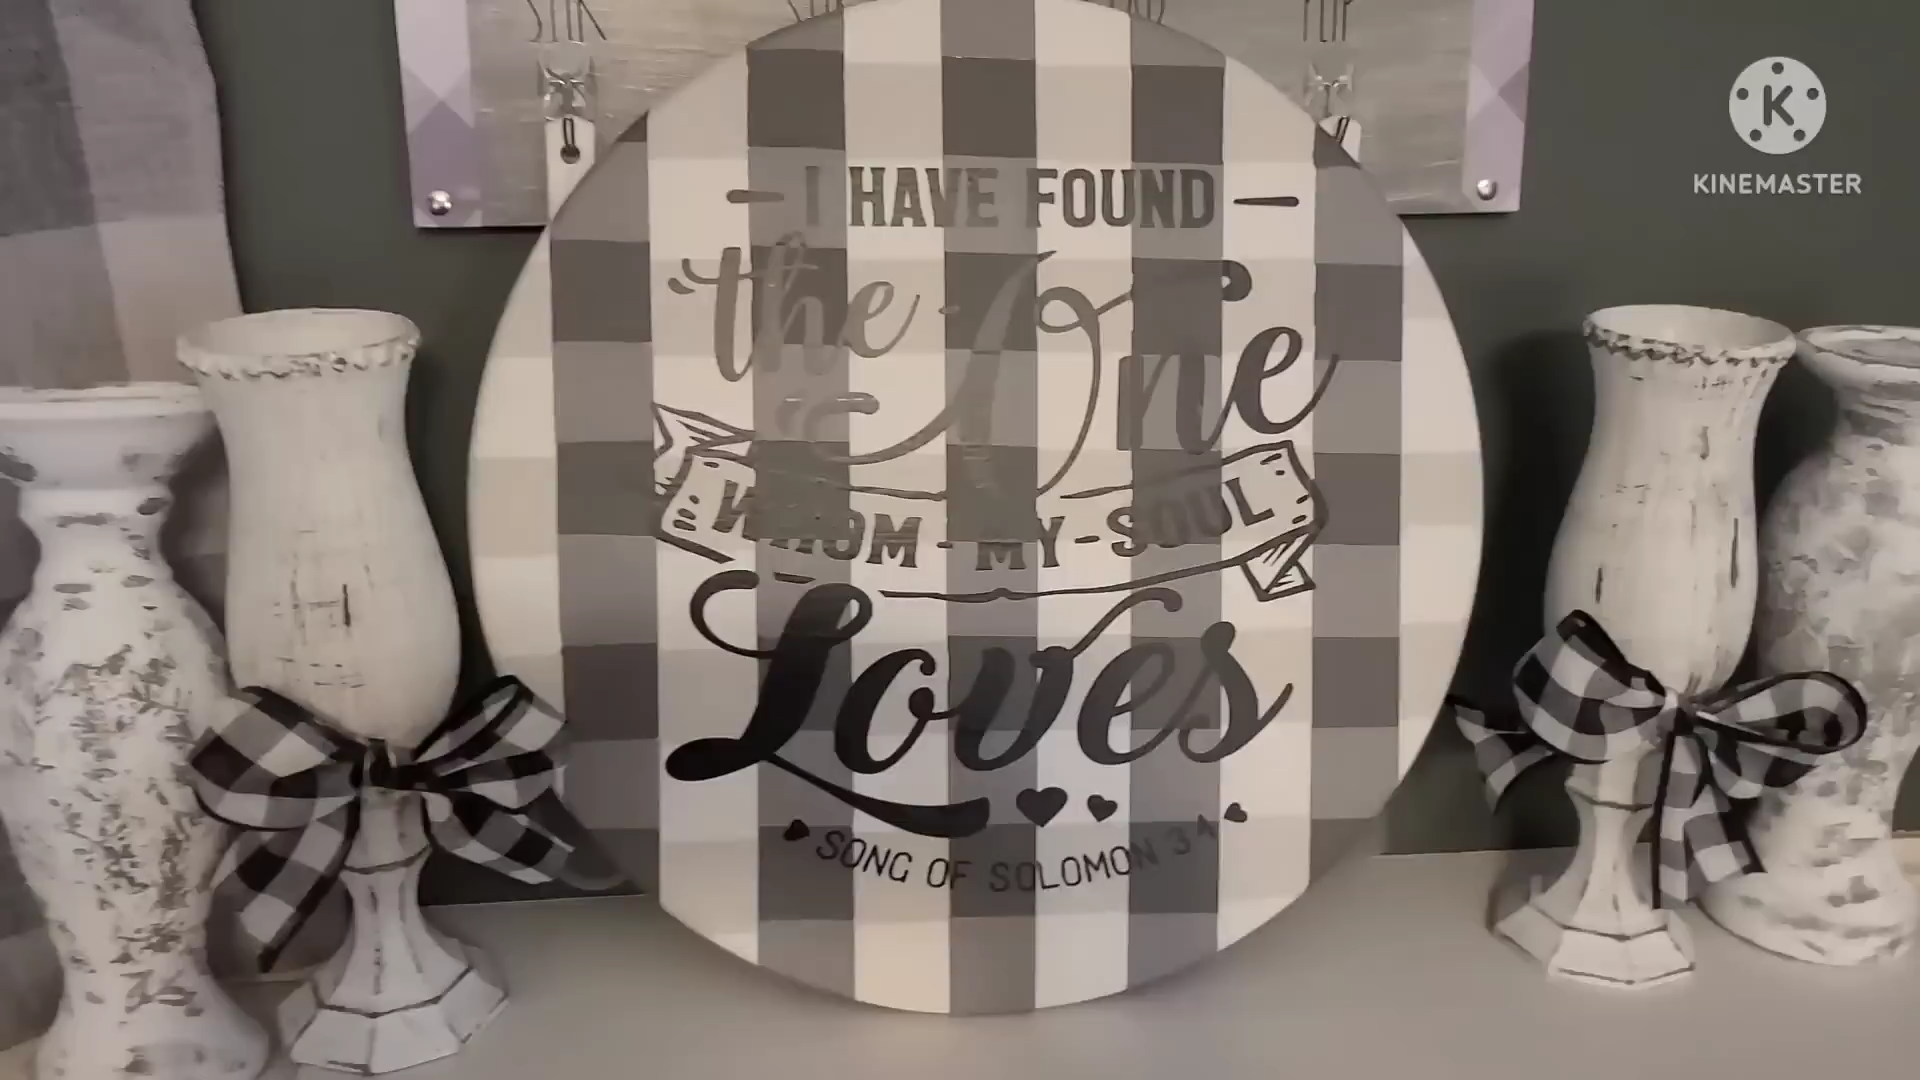 K
KINEMASTER
I HAVE FOUND
the One
WHOM - MY - SOUL
Loves
SONG OF SOLOMON 3 4